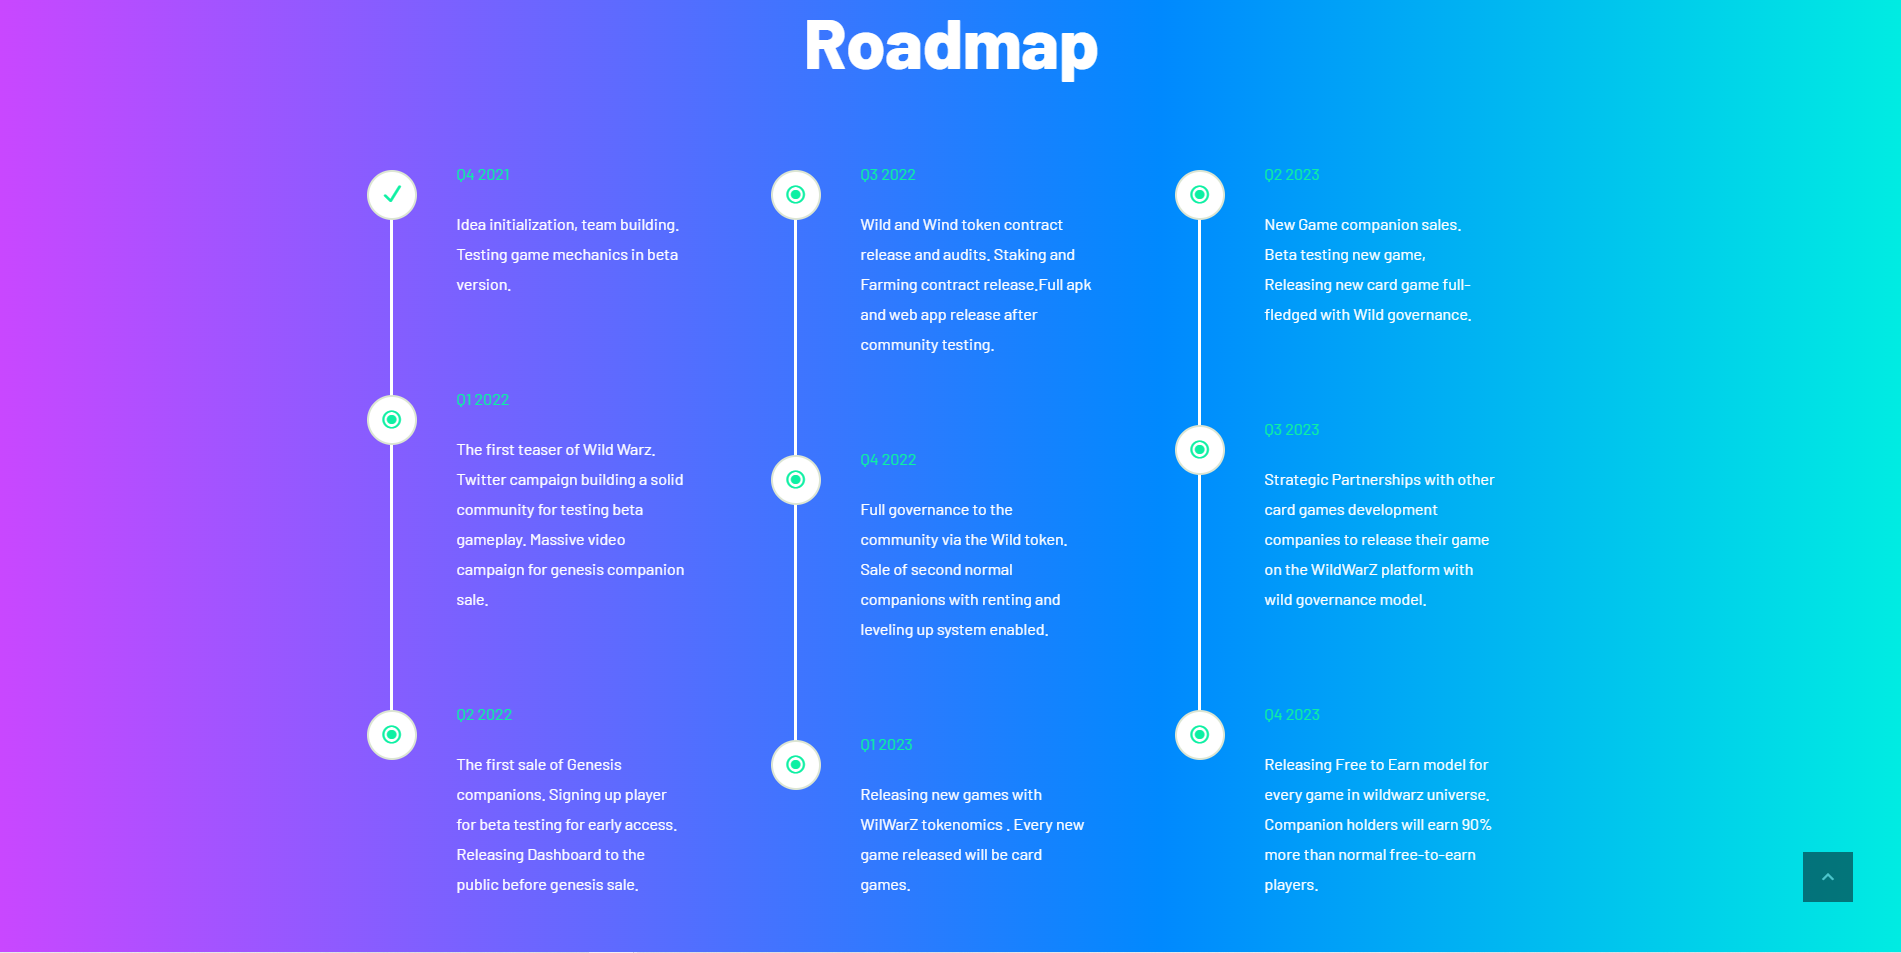 Roadmap
Q4 2021
Idea initialization, team building.
Testing game mechanics in beta
version.
Q1 2022
The first teaser of Wild Warz.
Twitter campaign building a solid
community for testing beta
gameplay. Massive video
campaign for genesis companion
sale.
Q2 2022
The first sale of Genesis
companions. Signing up player
for beta testing for early access.
Releasing Dashboard to the
public before genesis sale.
Q3 2022
Wild and Wind token contract
release and audits. Staking and
Farming contract release.Full apk
and web app release after
community testing.
Q4 2022
Full governance to the
community via the Wild token.
Sale of second normal
companions with renting and
leveling up system enabled.
Q1 2023
Releasing new games with
WilWarZ tokenomics . Every new
game released will be card
games.
Q2 2023
New Game companion sales.
Beta testing new game,
Releasing new card game full-
fledged with Wild governance.
Q3 2023
Strategic Partnerships with other
card games development
companies to release their game
on the WildWarZ platform with
wild governance model.
Q4 2023
Releasing Free to Earn model for
every game in wildwarz universe.
Companion holders will earn 90%
more than normal free-to-earn
players.